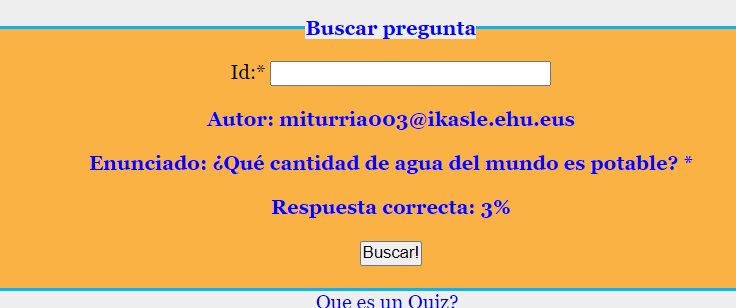 Buscar pregunta
Id:*
Autor: miturria003@ikasle.ehu.eus
Enunciado: ¿Qué cantidad de agua del mundo es potable? *
Respuesta correcta: 3%
Buscar!
Que es un Quiz?